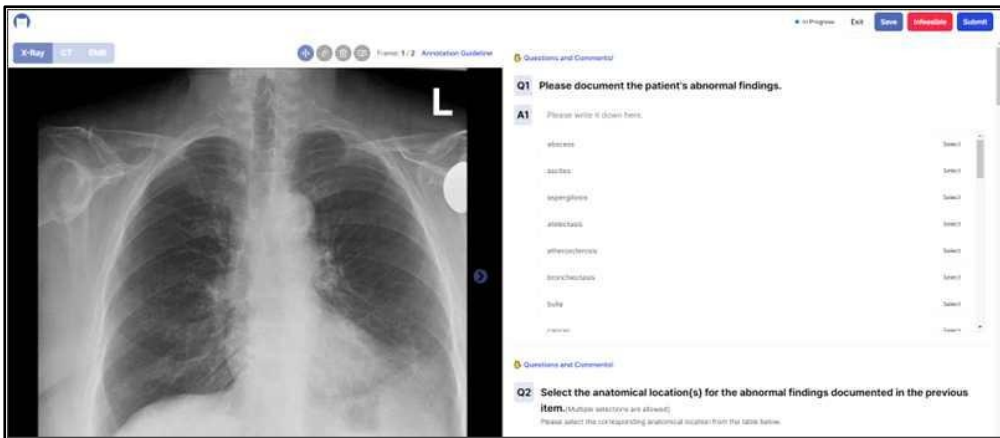 In Progress Exit Save Infeasible Submit
X-Ray CT EMR Frame: 1 / 2 Annotation Guideline
L
Questions and Comments!
Q1 Please document the patient's abnormal findings.
A1 Please write it down here.
abscess Select
ascites Select
aspergilosis Select
atelectasis Select
atherosclerosis Select
bronchiectasis Select
bulla Select
cancer Select
Questions and Comments!
Q2 Select the anatomical location(s) for the abnormal findings documented in the previous
item.(Multiple selections are allowed)
Please select the corresponding anatomical location from the table below.